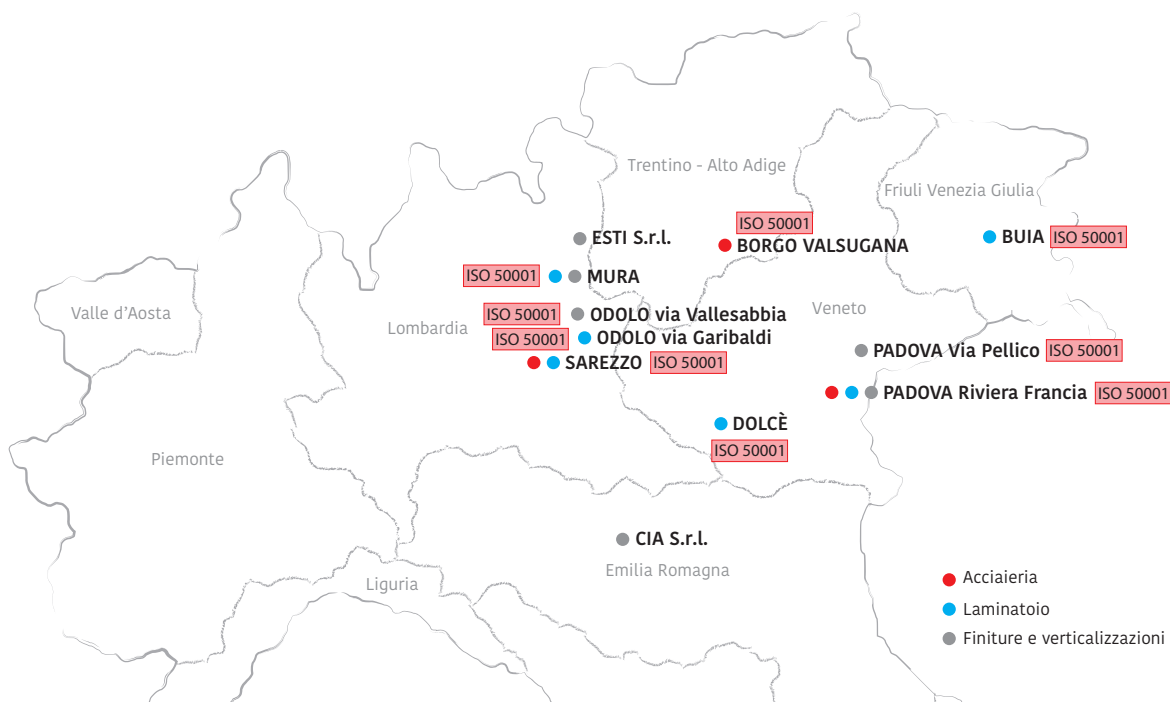 Trentino - Alto Adige
Friuli Venezia Giulia
ISO 50001
ESTI S.r.l.
BORGO VALSUGANA
BUIA ISO 50001
ISO 50001 MURA
Valle d’Aosta
ISO 50001 ODOLO via Vallesabbia
Veneto
Lombardia
ISO 50001 ODOLO via Garibaldi
PADOVA Via Pellico ISO 50001
SAREZZO ISO 50001
PADOVA Riviera Francia ISO 50001
DOLCÈ
ISO 50001
Piemonte
CIA S.r.l.
Emilia Romagna
Liguria
Acciaieria
Laminatoio
Finiture e verticalizzazioni